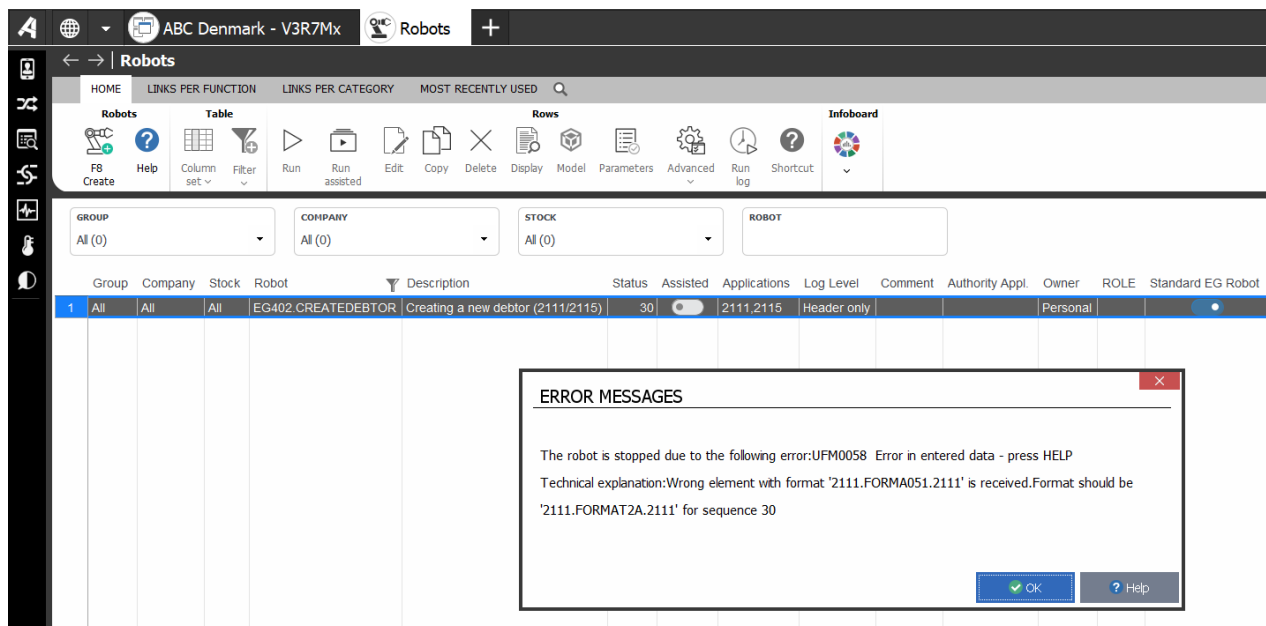 ABC Denmark - V3R7Mx Robots
Robots
HOME LINKS PER FUNCTION LINKS PER CATEGORY MOST RECENTLY USED
Robots Table Rows Infoboard
F8 Create Help Column set Filter Run Run assisted Edit Copy Delete Display Model Parameters Advanced Run log Shortcut
GROUP COMPANY STOCK ROBOT
All (0) All (0) All (0)
Group Company Stock Robot Description Status Assisted Applications Log Level Comment Authority Appl. Owner ROLE Standard EG Robot
1 All All All EG402.CREATEDEBTOR Creating a new debtor (2111/2115) 30 2111,2115 Header only Personal
ERROR MESSAGES
The robot is stopped due to the following error:UFM0058 Error in entered data - press HELP
Technical explanation:Wrong element with format '2111.FORMA051.2111' is received.Format should be
'2111.FORMAT2A.2111' for sequence 30
OK Help